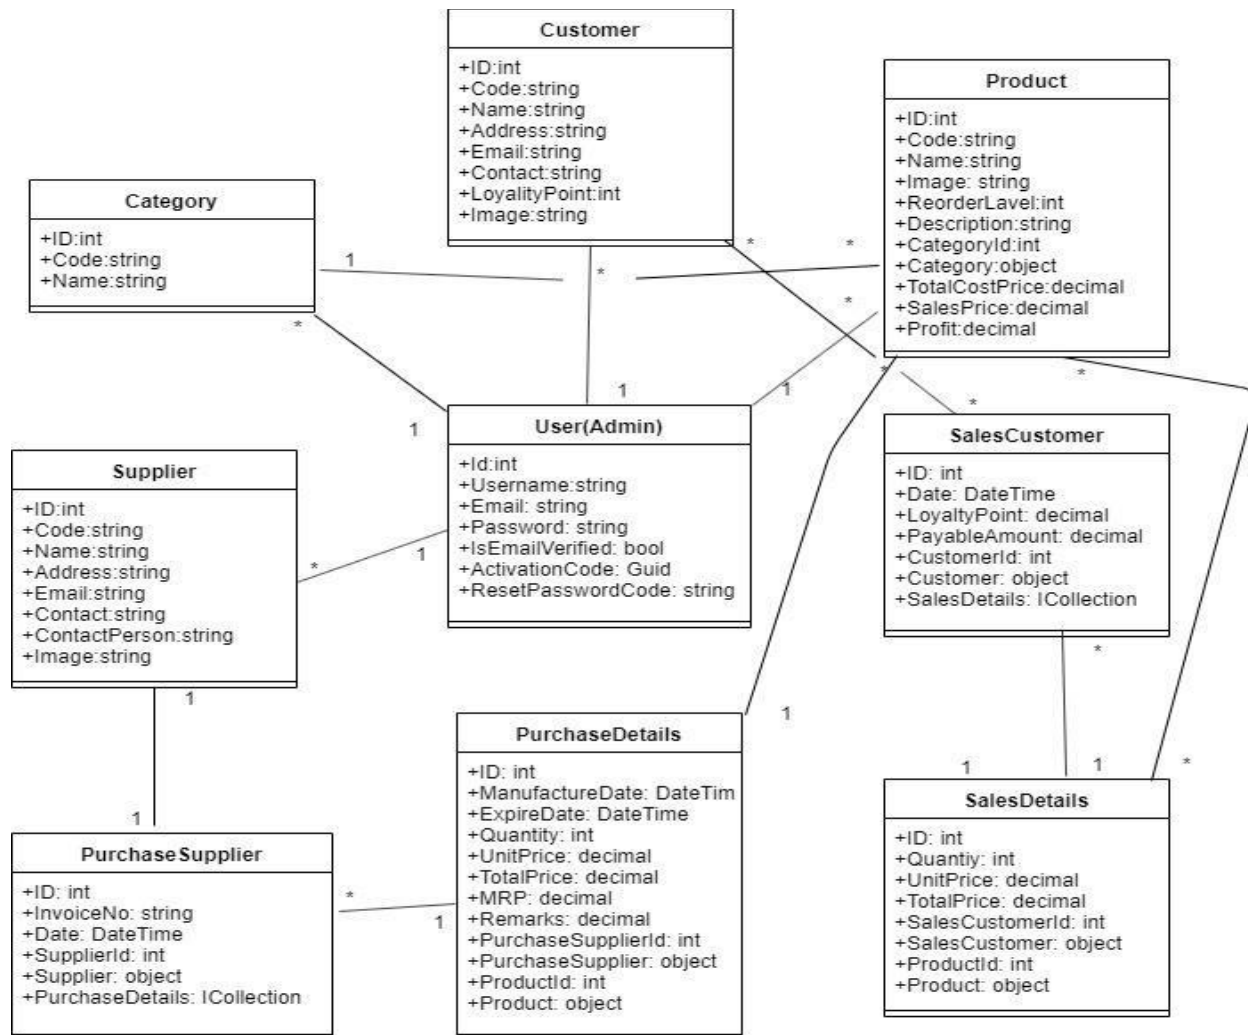 Customer
+ID:int
+Code:string
+Name:string
+Address:string
+Email:string
+Contact:string
+LoyalityPoint:int
+Image:string
Product
+ID:int
+Code:string
+Name:string
+Image: string
+ReorderLavel:int
+Description:string
+CategoryId:int
+Category:object
+TotalCostPrice:decimal
+SalesPrice:decimal
+Profit:decimal
Category
+ID:int
+Code:string
+Name:string
1
*
*
*
*
*
1
1
1
*
*
*
User(Admin)
+Id:int
+Username:string
+Email: string
+Password: string
+IsEmailVerified: bool
+ActivationCode: Guid
+ResetPasswordCode: string
Supplier
+ID:int
+Code:string
+Name:string
+Address:string
+Email:string
+Contact:string
+ContactPerson:string
+Image:string
*
1
SalesCustomer
+ID: int
+Date: DateTime
+LoyaltyPoint: decimal
+PayableAmount: decimal
+CustomerId: int
+Customer: object
+SalesDetails: ICollection
*
1
1
1
1
*
1
PurchaseDetails
+ID: int
+ManufactureDate: DateTim
+ExpireDate: DateTime
+Quantity: int
+UnitPrice: decimal
+TotalPrice: decimal
+MRP: decimal
+Remarks: decimal
+PurchaseSupplierId: int
+PurchaseSupplier: object
+ProductId: int
+Product: object
SalesDetails
+ID: int
+Quantiy: int
+UnitPrice: decimal
+TotalPrice: decimal
+SalesCustomerId: int
+SalesCustomer: object
+ProductId: int
+Product: object
PurchaseSupplier
+ID: int
+InvoiceNo: string
+Date: DateTime
+SupplierId: int
+Supplier: object
+PurchaseDetails: ICollection
*
1